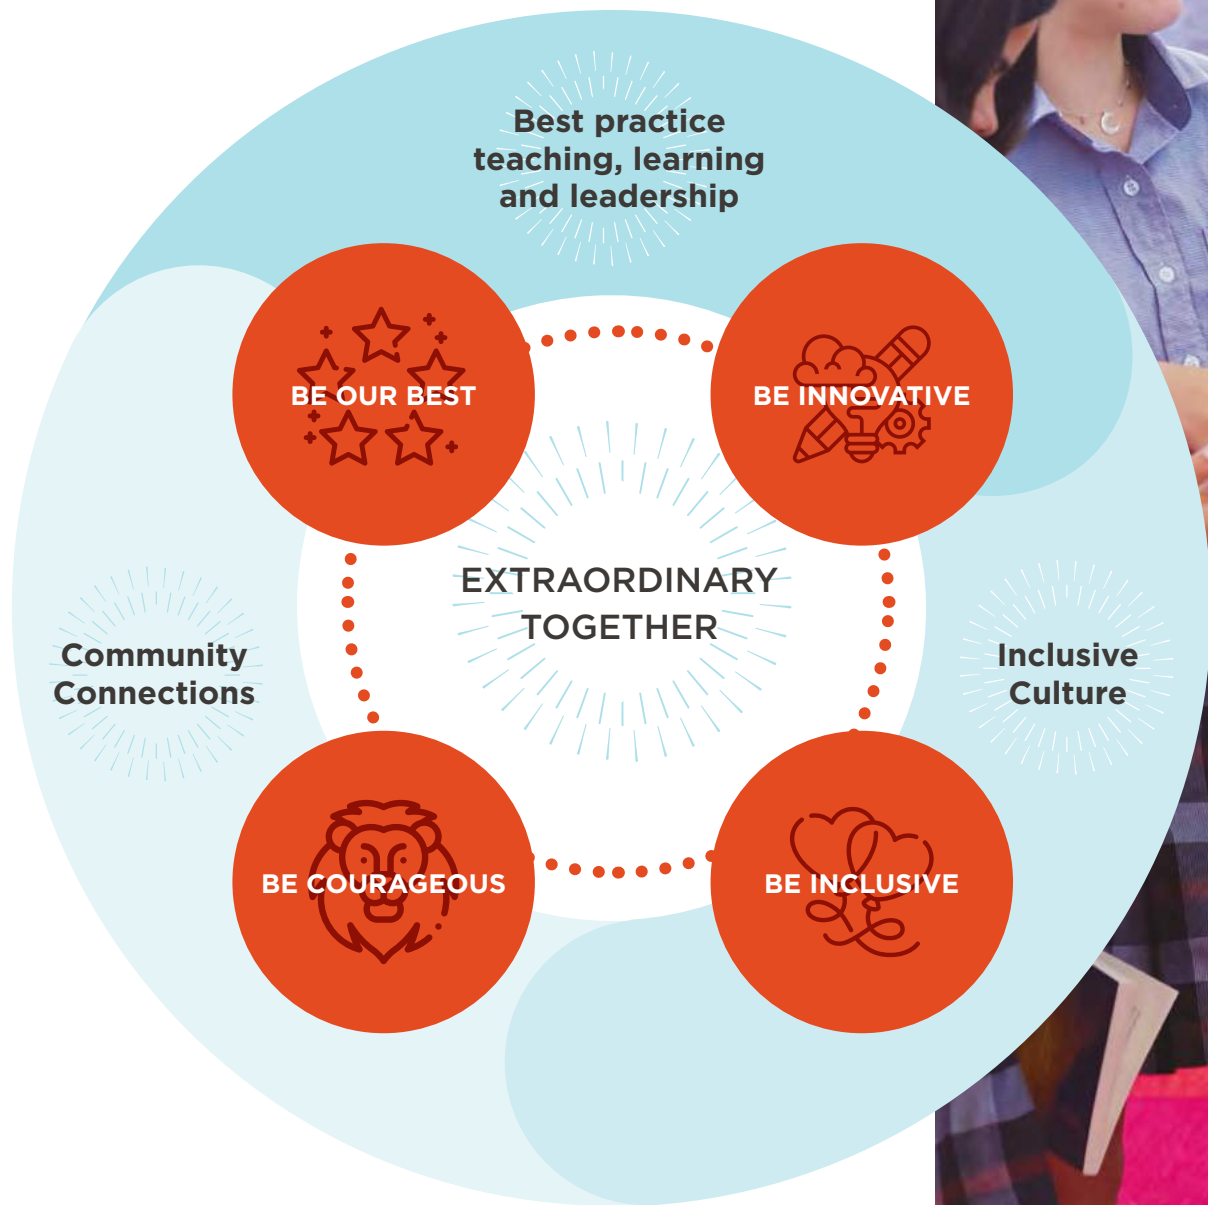 Best practice
teaching, learning
and leadership
BE OUR BEST
BE INNOVATIVE
EXTRAORDINARY
TOGETHER
Community
Connections
Inclusive
Culture
BE COURAGEOUS
BE INCLUSIVE